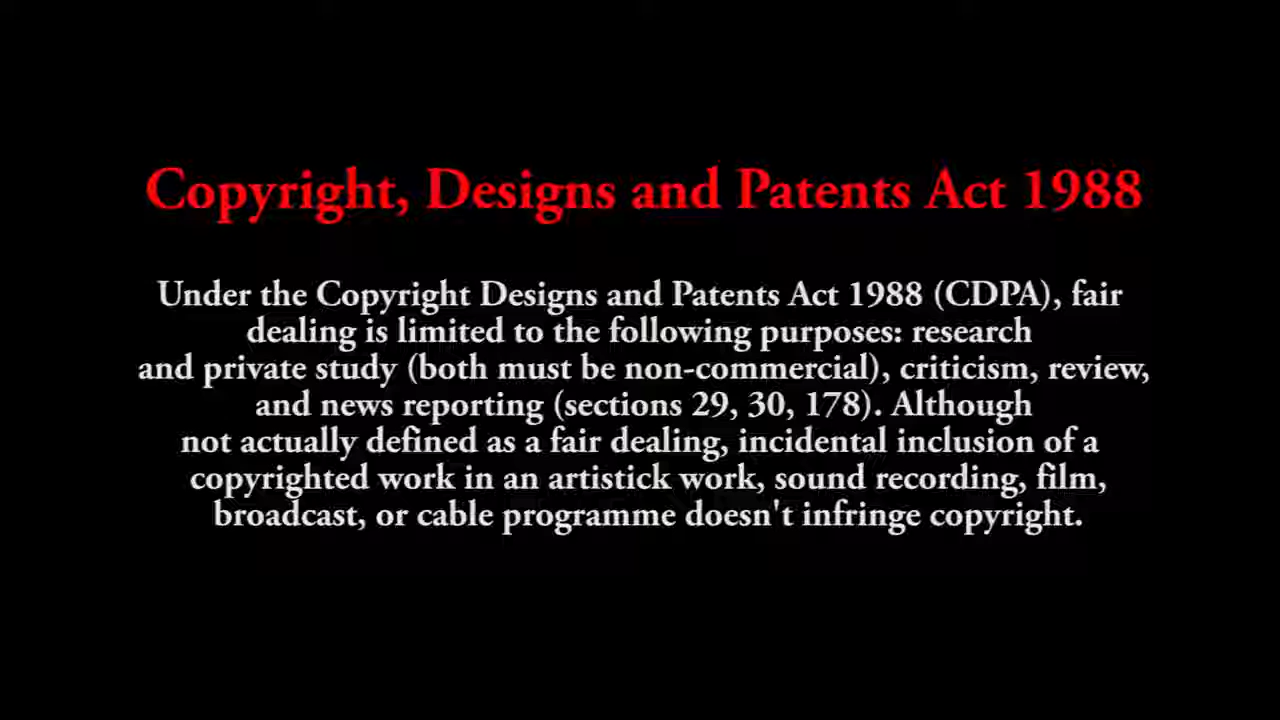 Copyright, Designs and Patents Act 1988
Under the Copyright Designs and Patents Act 1988 (CDPA), fair
dealing is limited to the following purposes: research
and private study (both must be non-commercial), criticism, review,
and news reporting (sections 29, 30, 178). Although
not actually defined as a fair dealing, incidental inclusion of a
copyrighted work in an artistick work, sound recording, film,
broadcast, or cable programme doesn't infringe copyright.